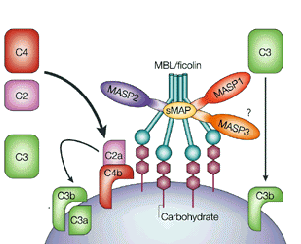 C4
C2
C3
MBL/ficolin
MASP2
MASP1
sMAP
MASP3
?
C3
C2a
C4b
C3b
C3a
Carbohydrate
C3b